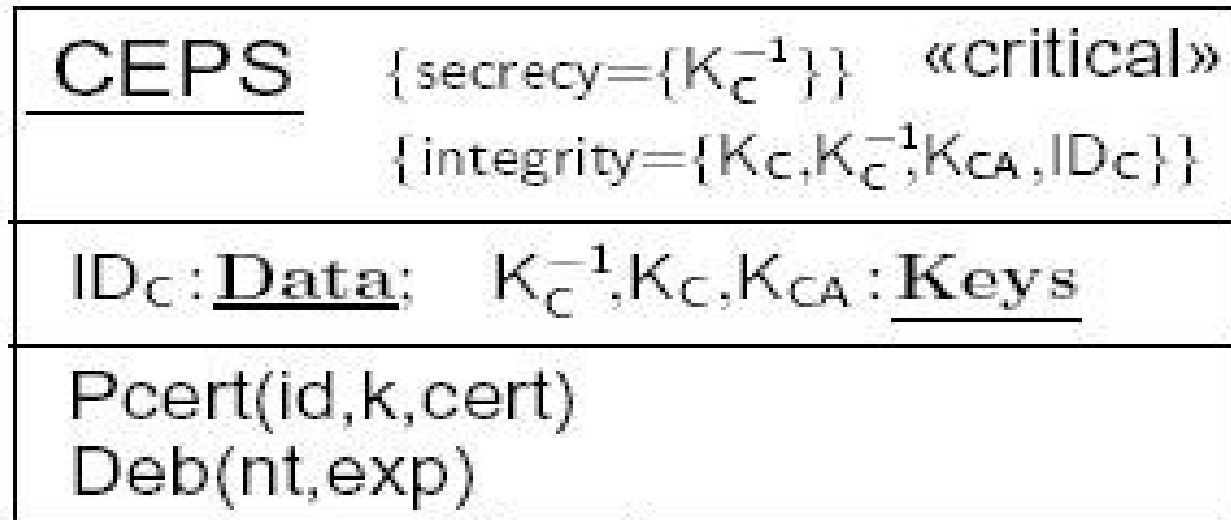 CEPS {secrecy={K_C^{-1}}} «critical»
{integrity={K_C,K_C^{-1},K_CA,ID_C}}
ID_C:Data; K_C^{-1},K_C,K_CA:Keys
Pcert(id,k,cert)
Deb(nt,exp)